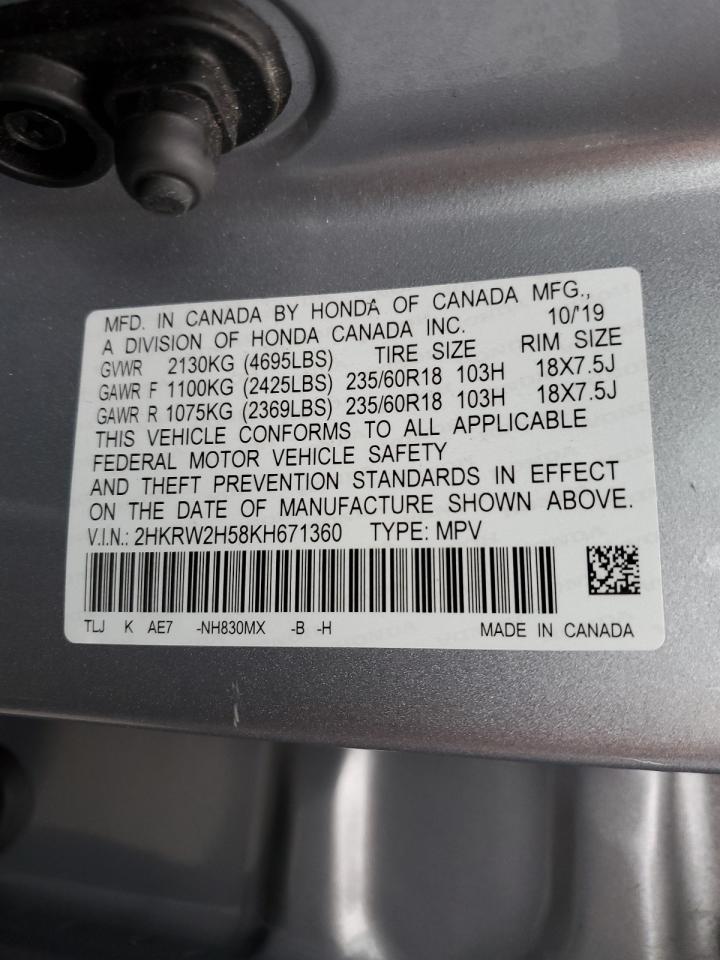 MFD. IN CANADA BY HONDA OF CANADA MFG.,
A DIVISION OF HONDA CANADA INC. 10/'19
GVWR 2130KG (4695LBS) TIRE SIZE RIM SIZE
GAWR F 1100KG (2425LBS) 235/60R18 103H 18X7.5J
GAWR R 1075KG (2369LBS) 235/60R18 103H 18X7.5J
THIS VEHICLE CONFORMS TO ALL APPLICABLE
FEDERAL MOTOR VEHICLE SAFETY
AND THEFT PREVENTION STANDARDS IN EFFECT
ON THE DATE OF MANUFACTURE SHOWN ABOVE.
V.I.N.: 2HKRW2H58KH671360 TYPE: MPV
TLJ K AE7 -NH830MX -B -H MADE IN CANADA